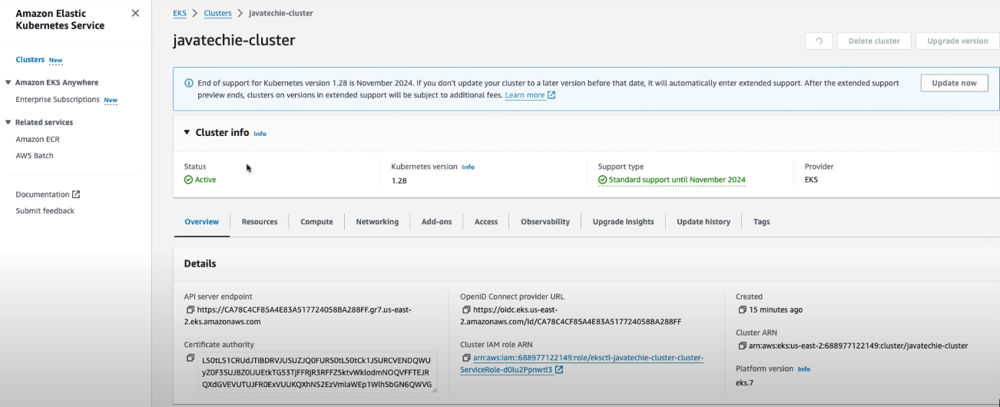 Amazon Elastic
Kubernetes Service
Clusters New
Amazon EKS Anywhere
Enterprise Subscriptions New
Related services
Amazon ECR
AWS Batch
Documentation
Submit feedback
EKS > Clusters > javatechie-cluster
javatechie-cluster
Delete cluster
Upgrade version
End of support for Kubernetes version 1.28 is November 2024. If you don't update your cluster to a later version before that date, it will automatically enter extended support. After the extended support
preview ends, clusters on versions in extended support will be subject to additional fees. Learn more
Update now
Cluster info Info
Status
Active
Kubernetes version Info
1.28
Support type
Standard support until November 2024
Provider
EKS
Overview Resources Compute Networking Add-ons Access Observability Upgrade insights Update history Tags
Details
API server endpoint
https://CA78C4CF85A4E83A517724058BA288FF.gr7.us-east-
2.eks.amazonaws.com
Certificate authority
OpenID Connect provider URL
https://oidc.eks.us-east-
2.amazonaws.com/id/CA78C4CF85A4E83A517724058BA288FF
Cluster IAM role ARN
arn:aws:iam::688977122149:role/eksctl-javatechie-cluster-cluster-
Created
15 minutes ago
Cluster ARN
arn:aws:eks:us-east-2:688977122149:cluster/javatechie-cluster
Platform version Info
eks.7